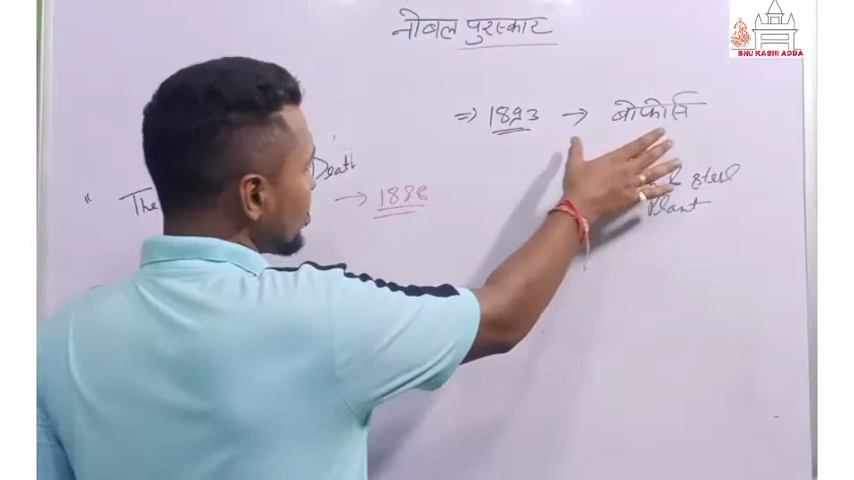 नोबल पुरस्कार
BHU KASHI ADDA
⇒ 1893 → बोफोर्स
steel
Plant
" The Death → 1888